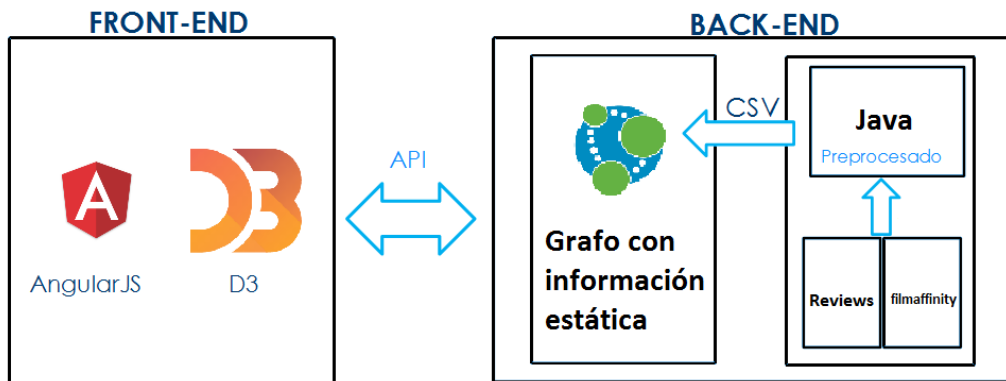 FRONT-END
AngularJS
D3
API
BACK-END
Grafo con
información
estática
CSV
Java
Preprocesado
Reviews
filmaffinity